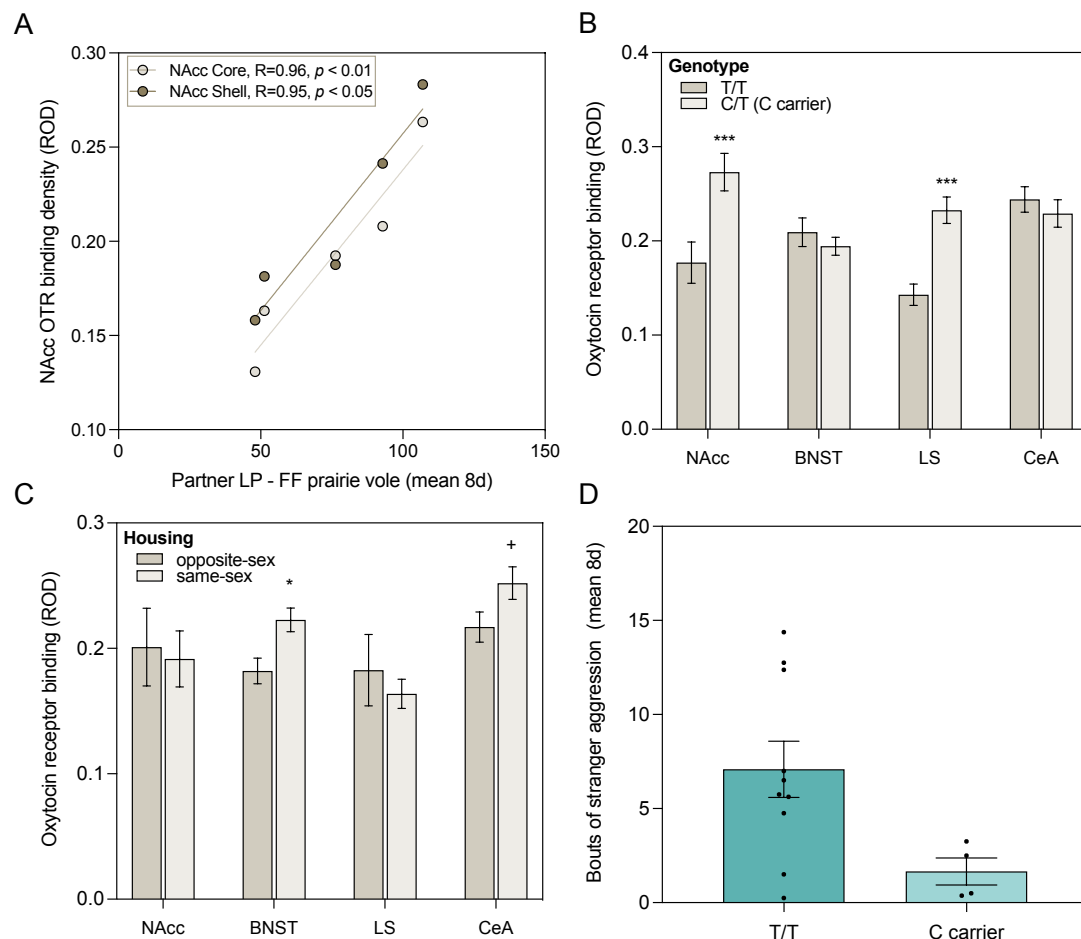 A
NAcc OTR binding density (ROD)
0.30
0.25
0.20
0.15
0.10
NAcc Core, R=0.96, p < 0.01
NAcc Shell, R=0.95, p < 0.05
0
50
100
150
Partner LP - FF prairie vole (mean 8d)
B
Oxytocin receptor binding (ROD)
0.4
0.3
0.2
0.1
0.0
Genotype
T/T
C/T (C carrier)
***
***
NAcc
BNST
LS
CeA
C
Oxytocin receptor binding (ROD)
0.3
0.2
0.1
0.0
Housing
opposite-sex
same-sex
*
+
NAcc
BNST
LS
CeA
D
Bouts of stranger aggression (mean 8d)
20
15
10
5
0
T/T
C carrier